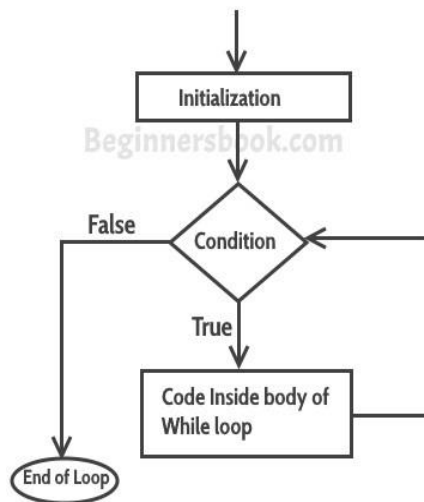 Initialization
Beginnersbook.com
False
Condition
True
Code Inside body of
While loop
End of Loop